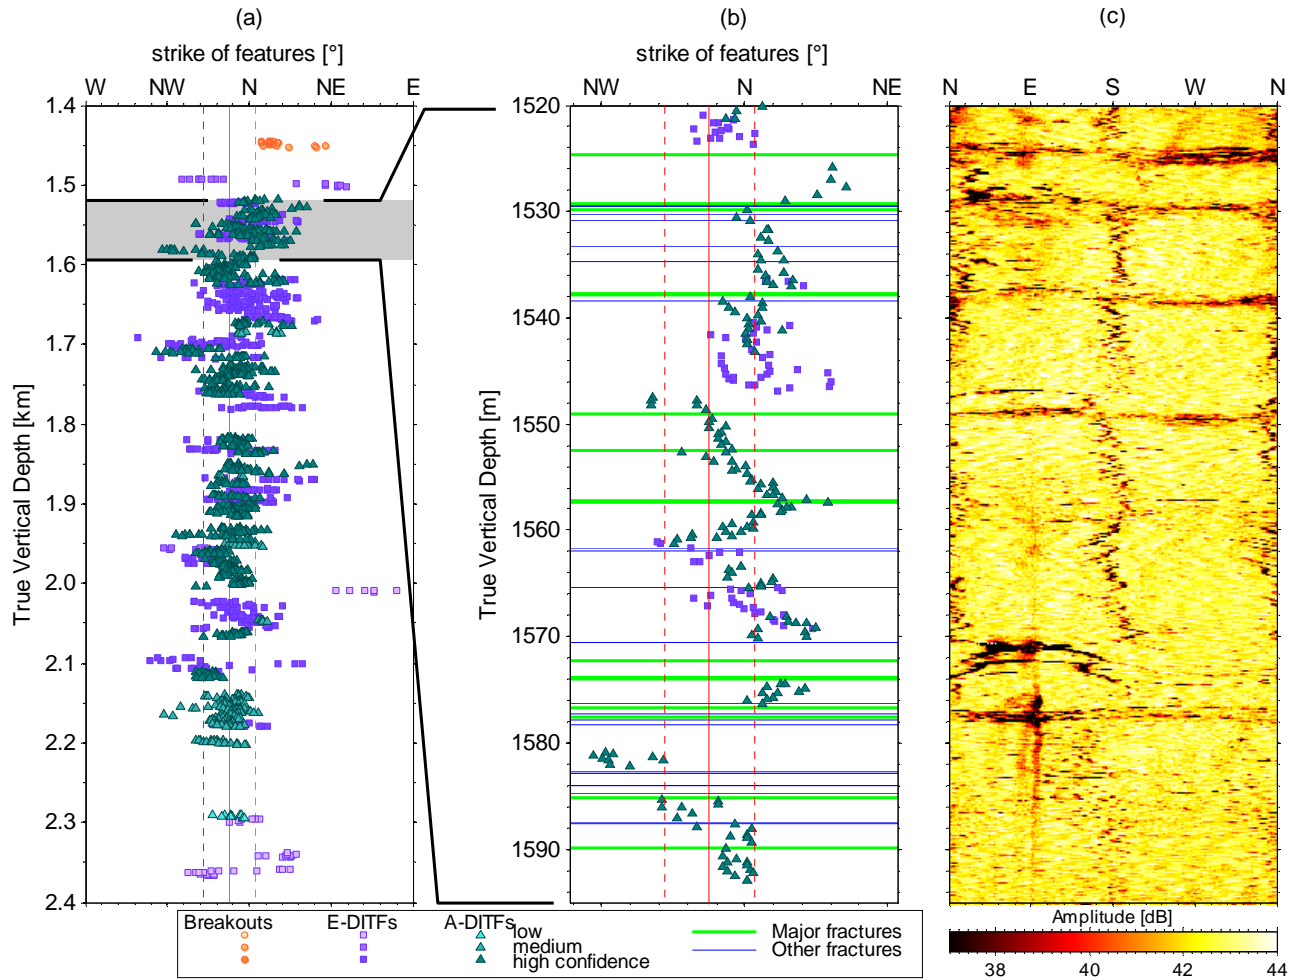 (a)
(b)
(c)
strike of features [°]
strike of features [°]
W NW N NE E
NW N NE
N E S W N
1.4
1.5
1.6
1.7
1.8
1.9
2.0
2.1
2.2
2.3
2.4
True Vertical Depth [km]
1520
1530
1540
1550
1560
1570
1580
1590
True Vertical Depth [m]
Breakouts E-DITFs A-DITFs
low
medium
high confidence
Major fractures
Other fractures
Amplitude [dB]
38 40 42 44